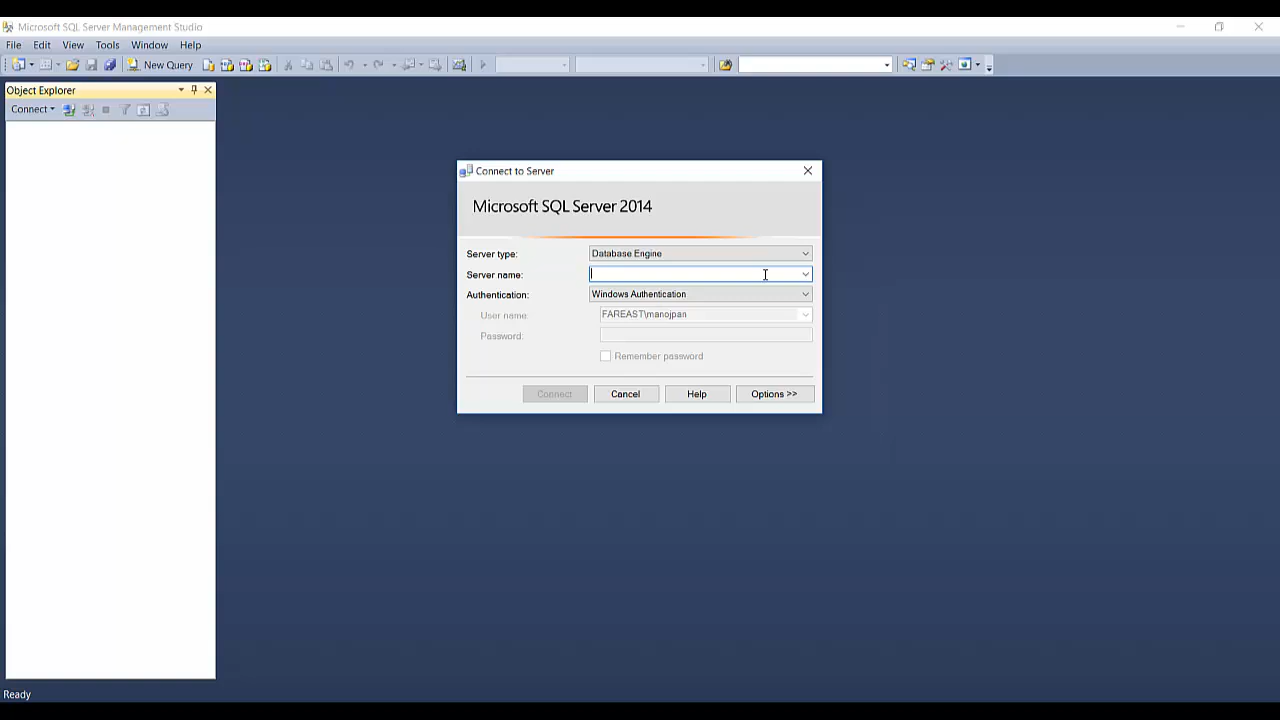 Microsoft SQL Server Management Studio
File Edit View Tools Window Help
New Query
Object Explorer
Connect
Connect to Server
Microsoft SQL Server 2014
Server type: Database Engine
Server name:
Authentication: Windows Authentication
User name: FAREAST\manojpan
Password:
Remember password
Connect Cancel Help Options >>
Ready